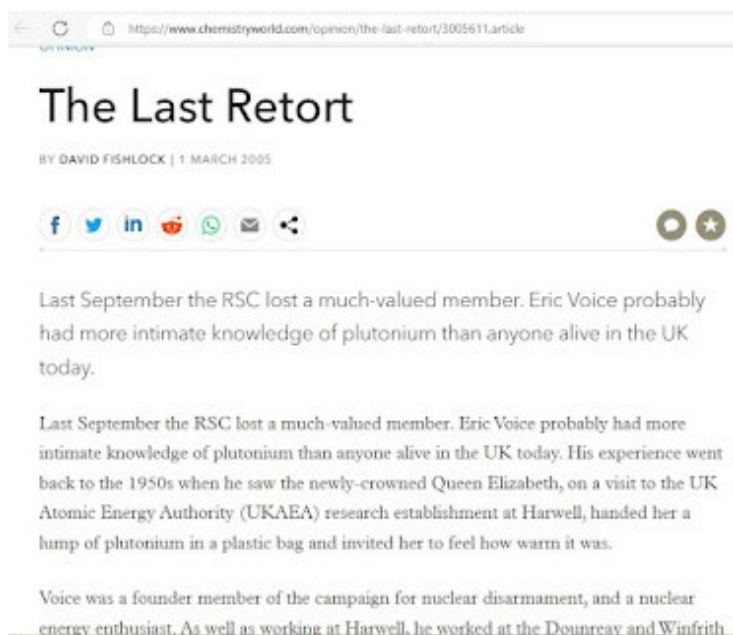 https://www.chemistryworld.com/opinion/the-last-retort/3005611.article
OPINION
The Last Retort
BY DAVID FISHLOCK | 1 MARCH 2005
Last September the RSC lost a much-valued member. Eric Voice probably
had more intimate knowledge of plutonium than anyone alive in the UK
today.
Last September the RSC lost a much-valued member. Eric Voice probably had more
intimate knowledge of plutonium than anyone alive in the UK today. His experience went
back to the 1950s when he saw the newly-crowned Queen Elizabeth, on a visit to the UK
Atomic Energy Authority (UKAEA) research establishment at Harwell, handed her a
lump of plutonium in a plastic bag and invited her to feel how warm it was.
Voice was a founder member of the campaign for nuclear disarmament, and a nuclear
energy enthusiast. As well as working at Harwell, he worked at the Dounreay and Winfrith